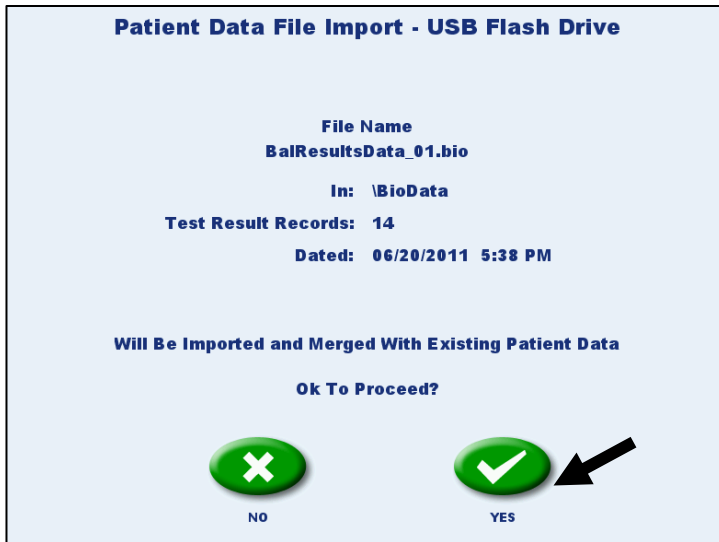 Patient Data File Import - USB Flash Drive
File Name
BalResultsData_01.bio
In: \BioData
Test Result Records: 14
Dated: 06/20/2011 5:38 PM
Will Be Imported and Merged With Existing Patient Data
Ok To Proceed?
NO YES